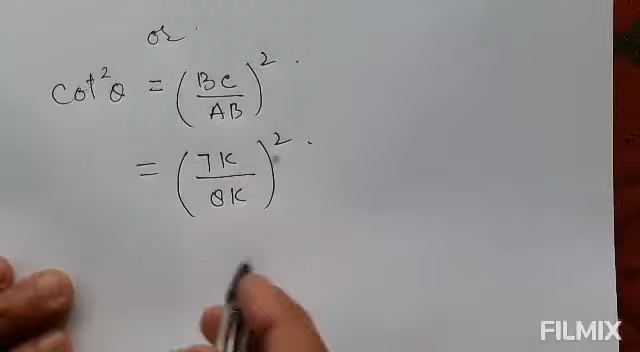 or.
Cot²θ = (BC/AB)².
= (7K/8K)².
FILMIX